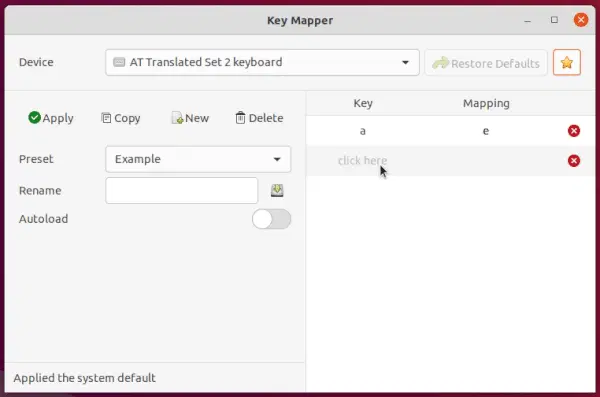 Key Mapper
Device AT Translated Set 2 keyboard Restore Defaults
Apply Copy New Delete
Preset Example
Rename
Autoload
Key Mapping
a e
click here
Applied the system default